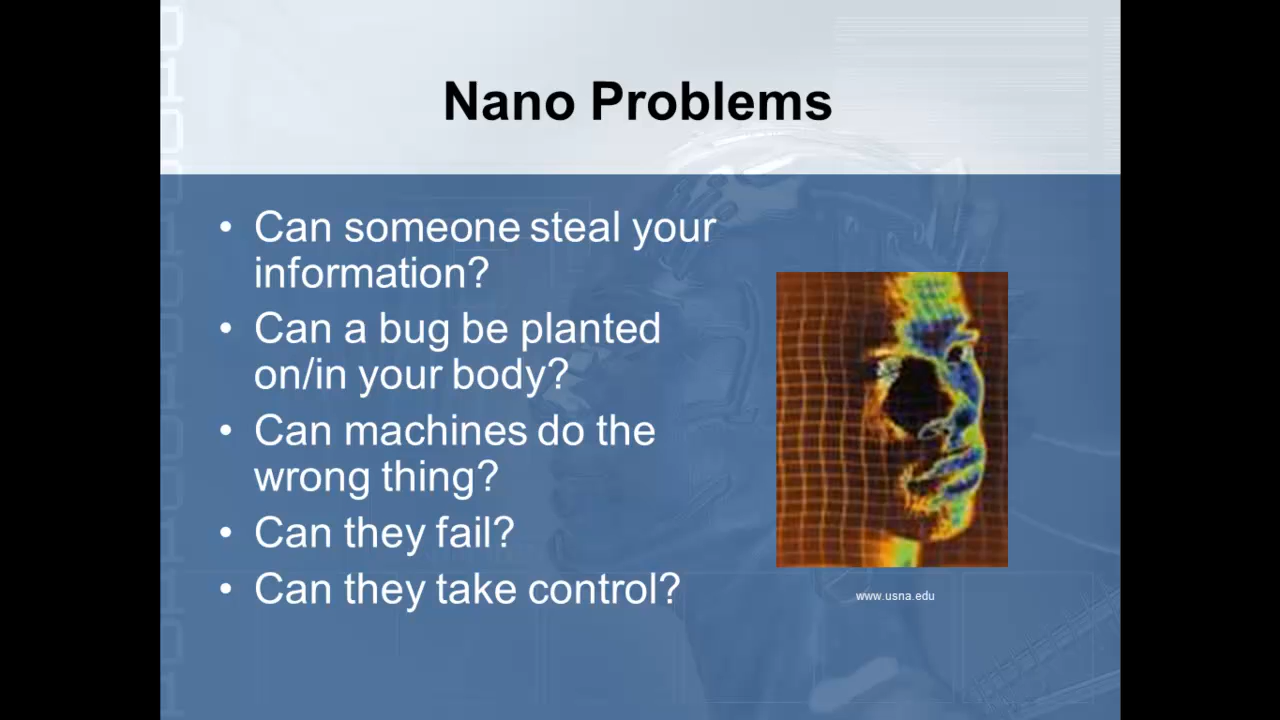 Nano Problems
• Can someone steal your
information?
• Can a bug be planted
on/in your body?
• Can machines do the
wrong thing?
• Can they fail?
• Can they take control?
www.usna.edu